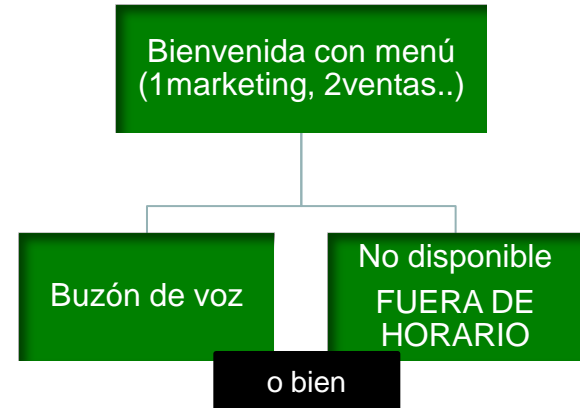 Bienvenida con menú
(1marketing, 2ventas..)
Buzón de voz
No disponible
FUERA DE
HORARIO
o bien